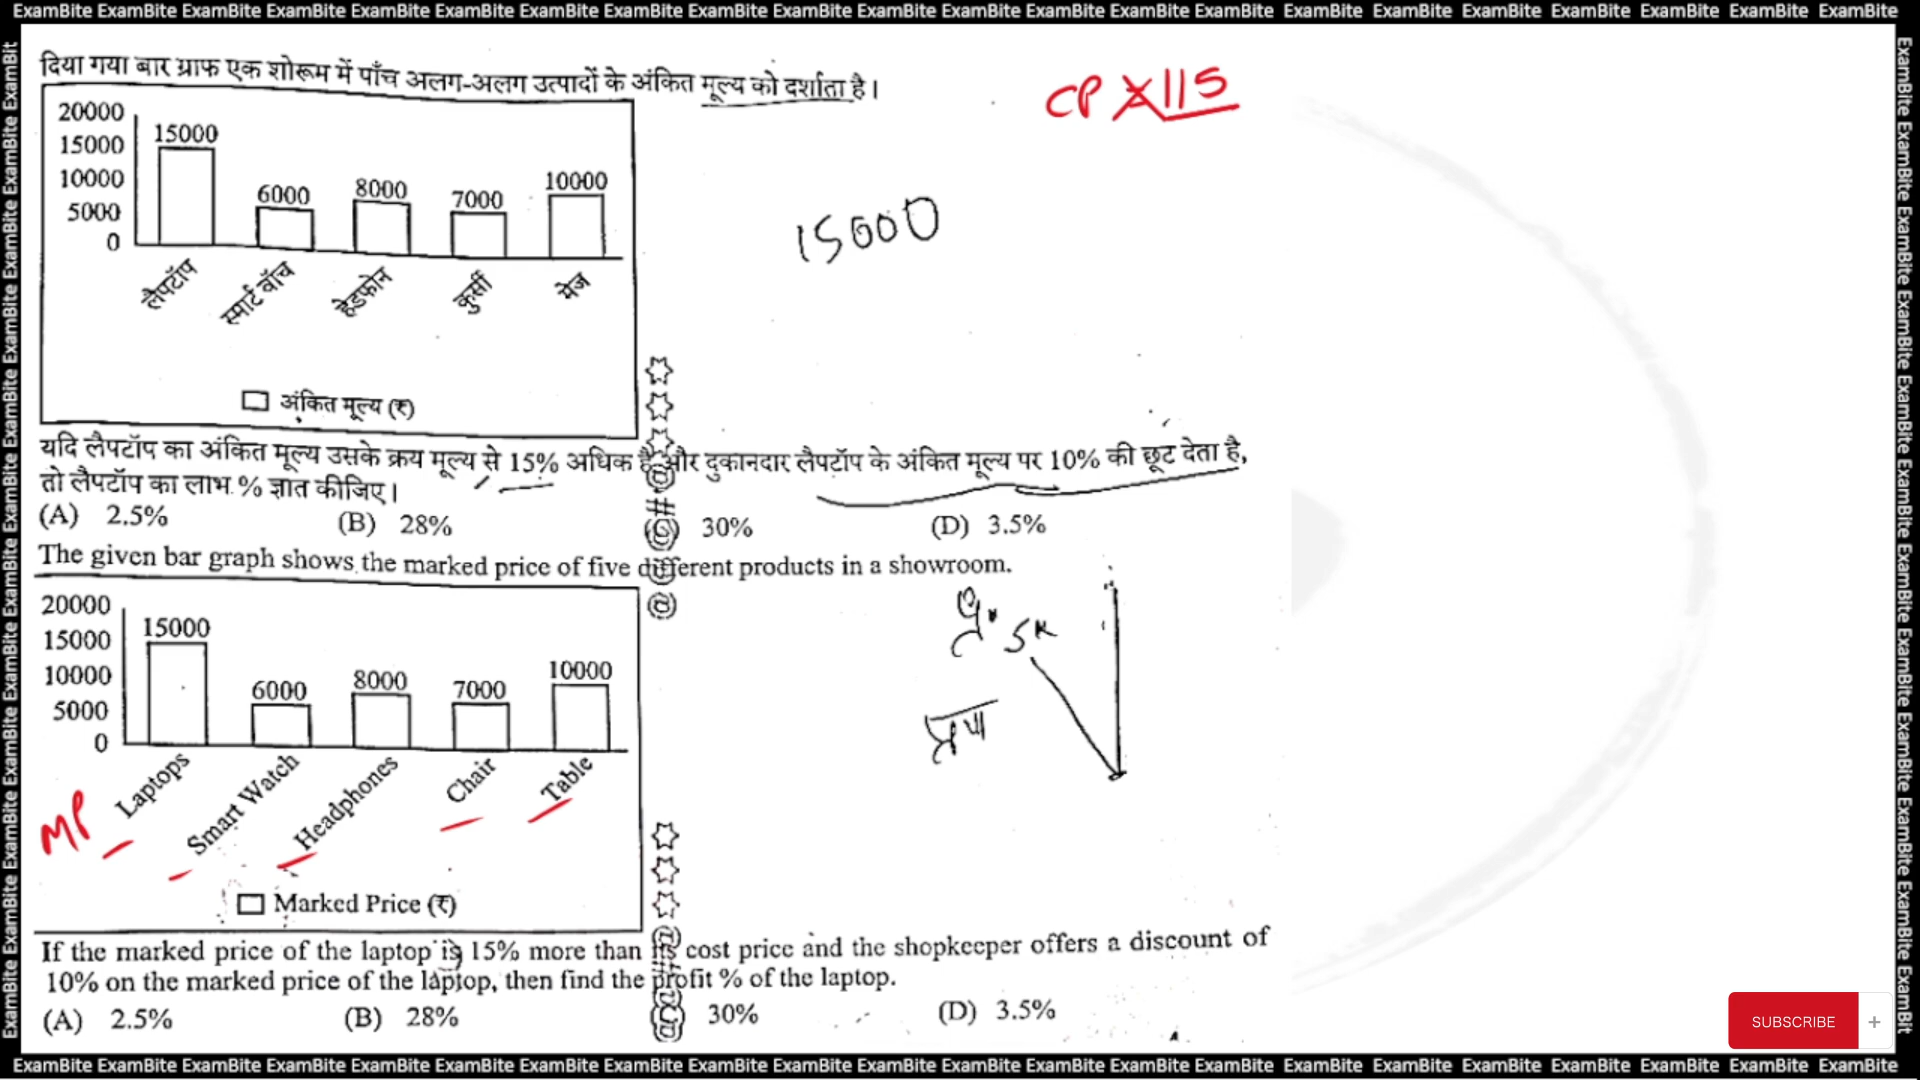 ExamBite ExamBite ExamBite ExamBite ExamBite ExamBite ExamBite ExamBite ExamBite ExamBite ExamBite ExamBite ExamBite ExamBite ExamBite ExamBite ExamBite ExamBite ExamBite ExamBite ExamBite
दिया गया बार ग्राफ एक शोरूम में पाँच अलग-अलग उत्पादों के अंकित मूल्य को दर्शाता है।
CP 115
20000
15000
10000
5000
0
15000
6000
8000
7000
10000
लैपटॉप
स्मार्ट वॉच
हेडफोन
कुर्सी
मेज
अंकित मूल्य (₹)
15000
यदि लैपटॉप का अंकित मूल्य उसके क्रय मूल्य से 15% अधिक है और दुकानदार लैपटॉप के अंकित मूल्य पर 10% की छूट देता है,
तो लैपटॉप का लाभ % ज्ञात कीजिए।
(A) 2.5% (B) 28% (C) 30% (D) 3.5%
The given bar graph shows the marked price of five different products in a showroom.
20000
15000
10000
5000
0
15000
6000
8000
7000
10000
Laptops
Smart Watch
Headphones
Chair
Table
MP
Marked Price (₹)
If the marked price of the laptop is 15% more than its cost price and the shopkeeper offers a discount of
10% on the marked price of the laptop, then find the profit % of the laptop.
(A) 2.5% (B) 28% (C) 30% (D) 3.5%
SUBSCRIBE +
ExamBite ExamBite ExamBite ExamBite ExamBite ExamBite ExamBite ExamBite ExamBite ExamBite ExamBite ExamBite ExamBite ExamBite ExamBite ExamBite ExamBite ExamBite ExamBite ExamBite ExamBite